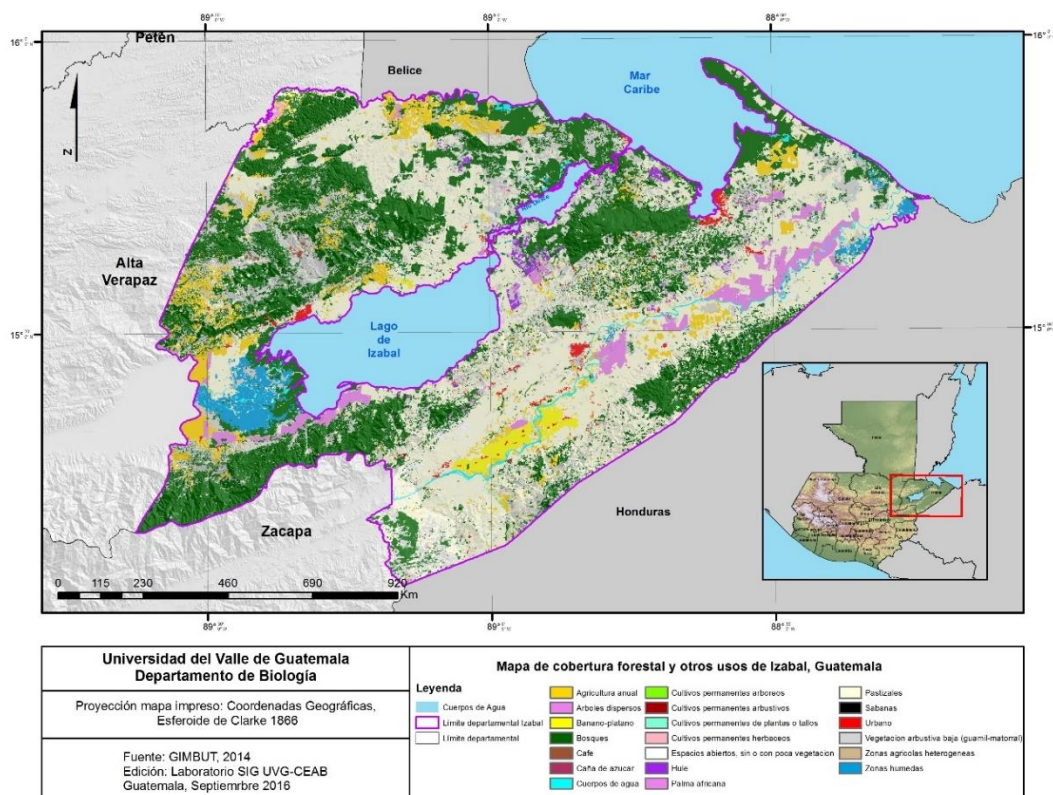 Petén
Belice
Mar
Caribe
Alta
Verapaz
Lago
de
Izabal
Zacapa
Honduras
N
0 115 230 460 690 920
Km
Universidad del Valle de Guatemala
Departamento de Biología
Proyección mapa impreso: Coordenadas Geográficas,
Esferoide de Clarke 1866
Fuente: GIMBUT, 2014
Edición: Laboratorio SIG UVG-CEAB
Guatemala, Septiemrbre 2016
Mapa de cobertura forestal y otros usos de Izabal, Guatemala
Leyenda
Cuerpos de Agua
Límite departamental Izabal
Límite departamental
Agricultura anual
Arboles dispersos
Banano-platano
Bosques
Cafe
Caña de azucar
Cuerpos de agua
Cultivos permanentes arboreos
Cultivos permanentes arbustivos
Cultivos permanentes de plantas o tallos
Cultivos permanentes herbaceos
Espacios abiertos, sin o con poca vegetacion
Hule
Palma africana
Pastizales
Sabanas
Urbano
Vegetacion arbustiva baja (guamil-matorral)
Zonas agricolas heterogeneas
Zonas humedas